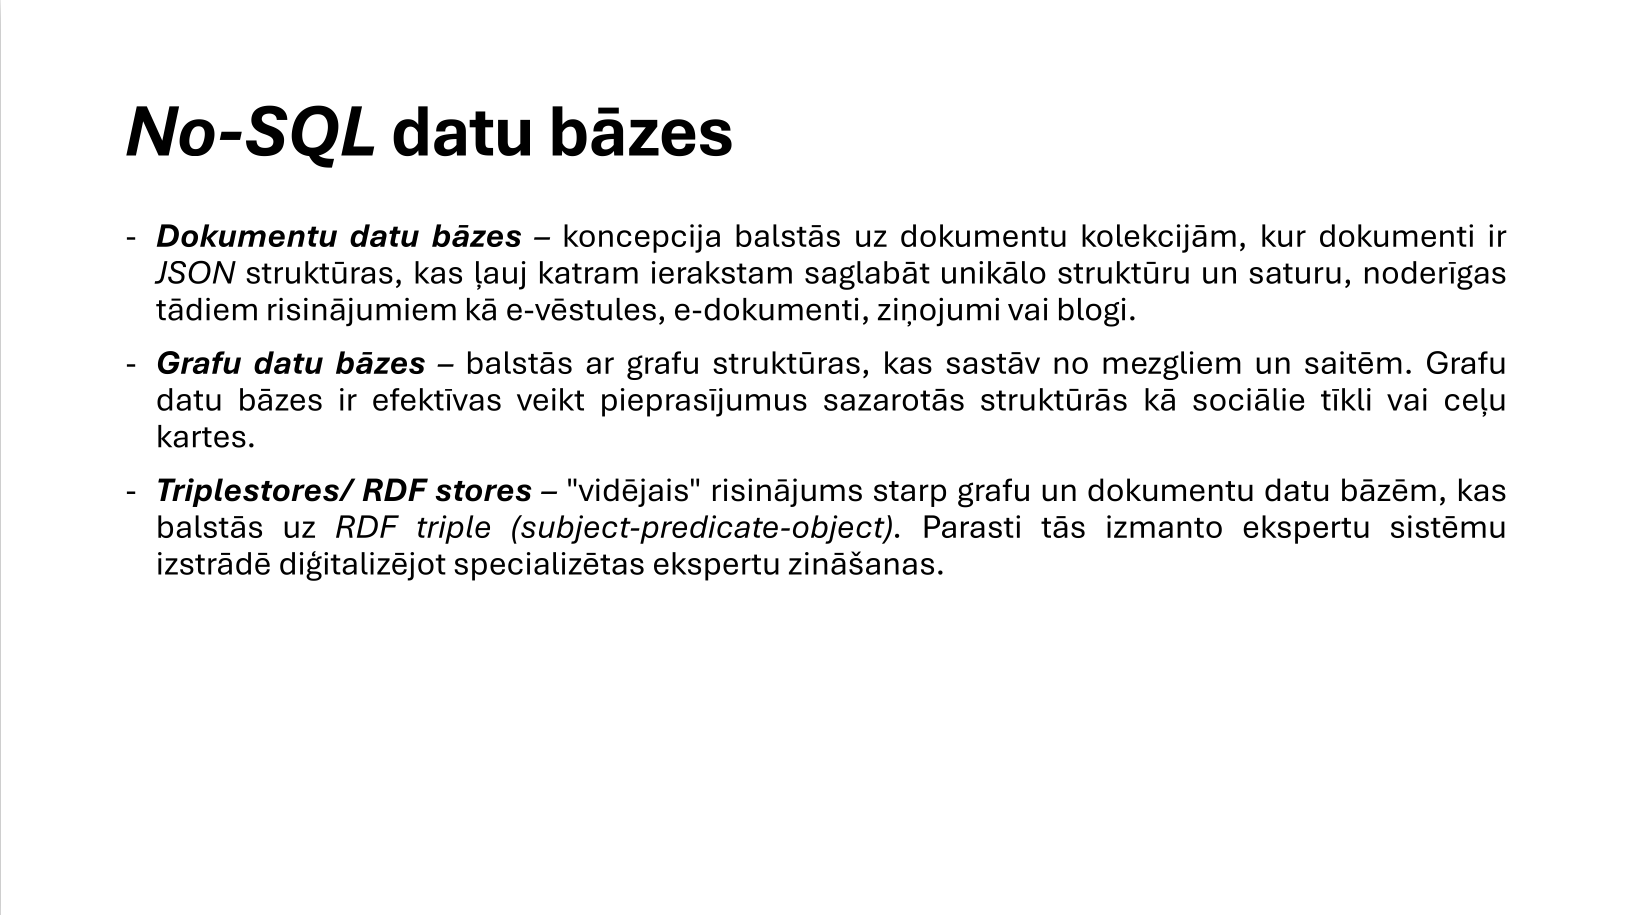 No-SQL datu bāzes
- Dokumentu datu bāzes – koncepcija balstās uz dokumentu kolekcijām, kur dokumenti ir
JSON struktūras, kas ļauj katram ierakstam saglabāt unikālo struktūru un saturu, noderīgas
tādiem risinājumiem kā e-vēstules, e-dokumenti, ziņojumi vai blogi.
- Grafu datu bāzes – balstās ar grafu struktūras, kas sastāv no mezgliem un saitēm. Grafu
datu bāzes ir efektīvas veikt pieprasījumus sazarotās struktūrās kā sociālie tīkli vai ceļu
kartes.
- Triplestores/ RDF stores – "vidējais" risinājums starp grafu un dokumentu datu bāzēm, kas
balstās uz RDF triple (subject-predicate-object). Parasti tās izmanto ekspertu sistēmu
izstrādē diģitalizējot specializētas ekspertu zināšanas.